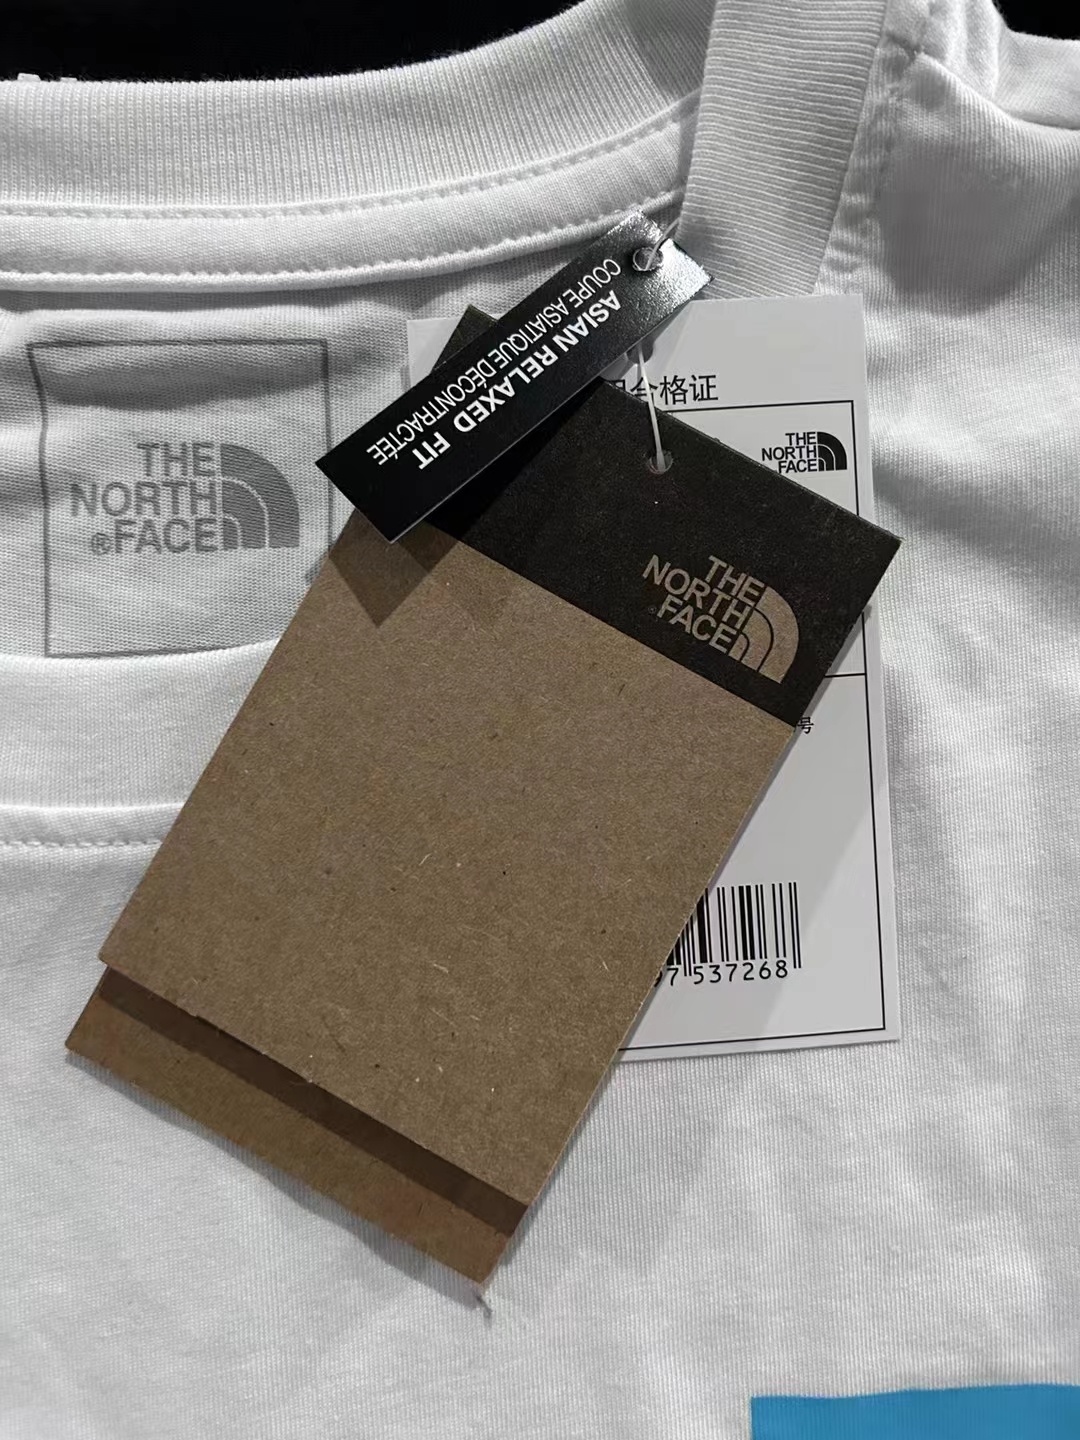 THE
NORTH
®FACE
ASIAN RELAXED FIT
COUPE ASIATIQUE DÉCONTRACTÉE
合格证
THE
NORTH
FACE
THE
NORTH
FACE
号
7 537268